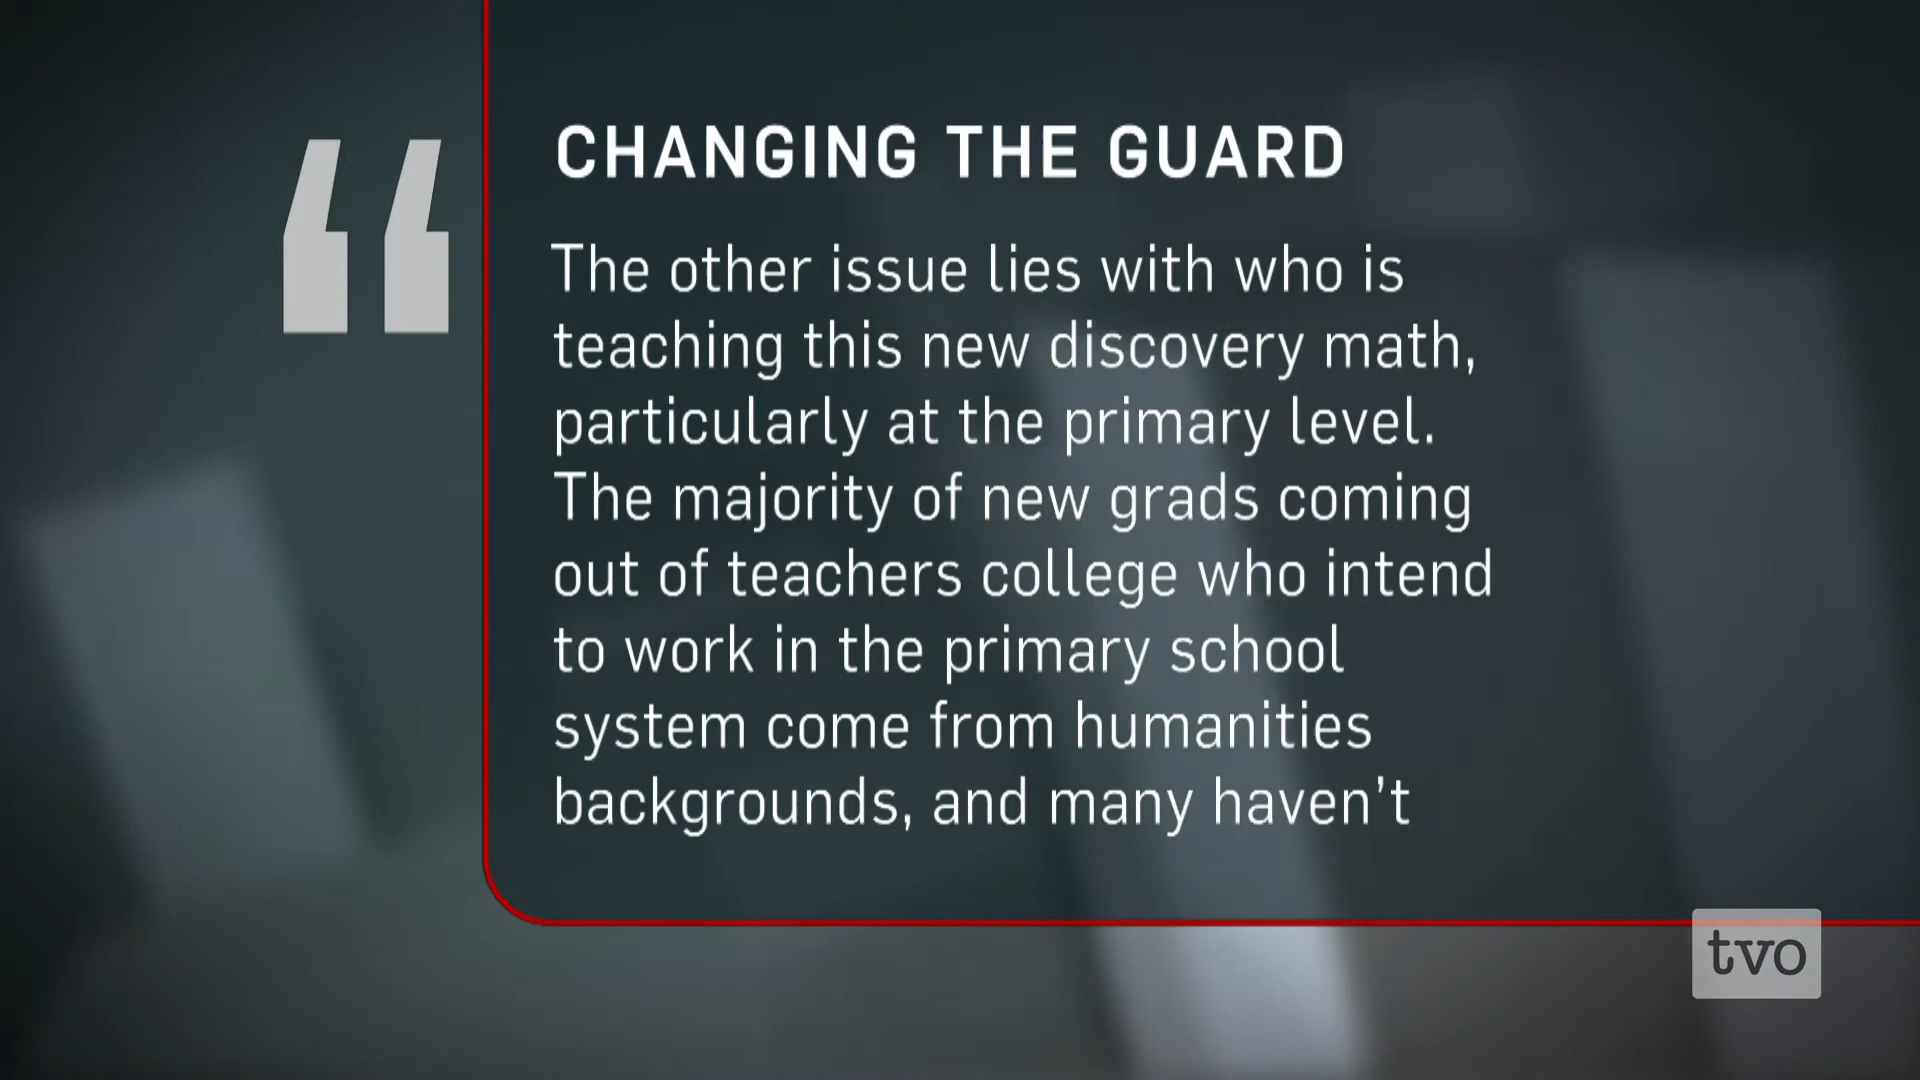 “
CHANGING THE GUARD
The other issue lies with who is
teaching this new discovery math,
particularly at the primary level.
The majority of new grads coming
out of teachers college who intend
to work in the primary school
system come from humanities
backgrounds, and many haven’t
tvo